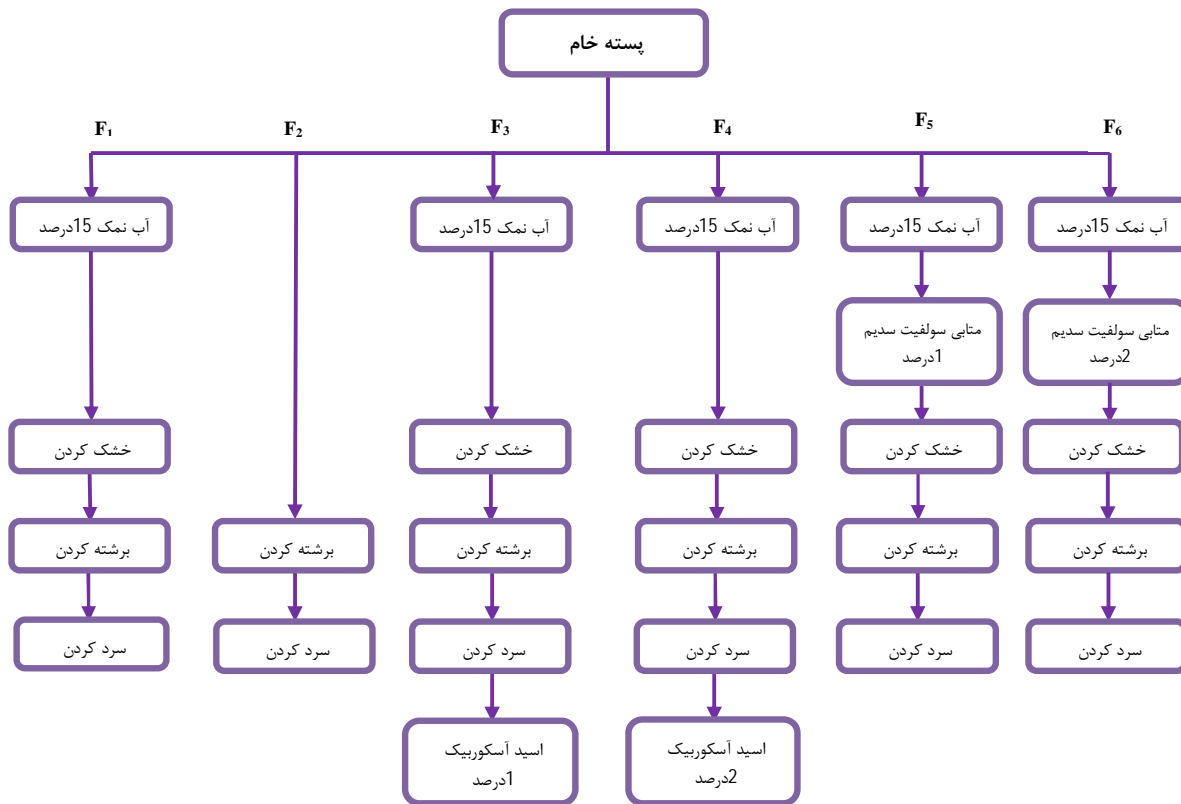 پسته خام
F1
F2
F3
F4
F5
F6
آب نمک 15درصد
آب نمک 15درصد
آب نمک 15درصد
آب نمک 15درصد
آب نمک 15درصد
متابی سولفیت سدیم
1درصد
متابی سولفیت سدیم
2درصد
خشک کردن
خشک کردن
خشک کردن
خشک کردن
خشک کردن
برشته کردن
برشته کردن
برشته کردن
برشته کردن
برشته کردن
برشته کردن
سرد کردن
سرد کردن
سرد کردن
سرد کردن
سرد کردن
سرد کردن
اسید آسکوربیک
1درصد
اسید آسکوربیک
2درصد